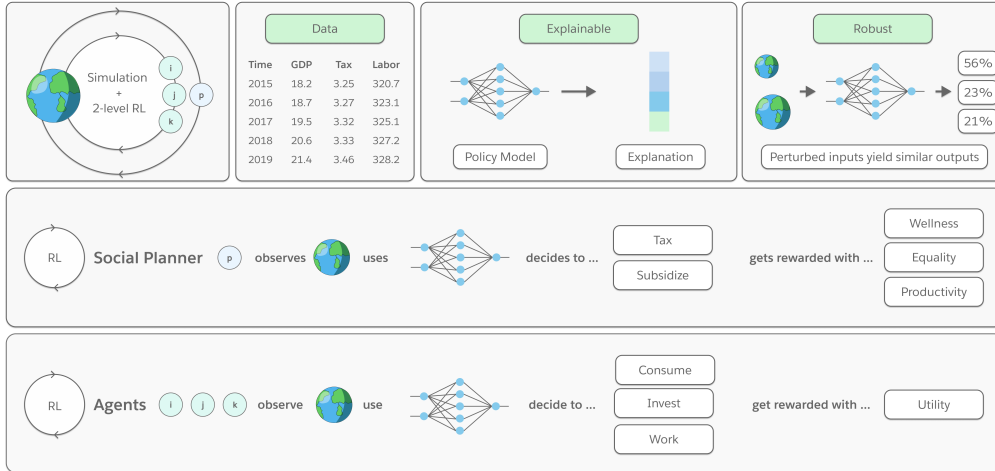 Simulation
+
2-level RL
i
j
k
p
Data
Time GDP Tax Labor
2015 18.2 3.25 320.7
2016 18.7 3.27 323.1
2017 19.5 3.32 325.1
2018 20.6 3.33 327.2
2019 21.4 3.46 328.2
Explainable
Policy Model
Explanation
Robust
56%
23%
21%
Perturbed inputs yield similar outputs
RL
Social Planner p observes uses decides to ...
Tax
Subsidize
gets rewarded with ...
Wellness
Equality
Productivity
RL
Agents i j k observe use decide to ...
Consume
Invest
Work
get rewarded with ...
Utility